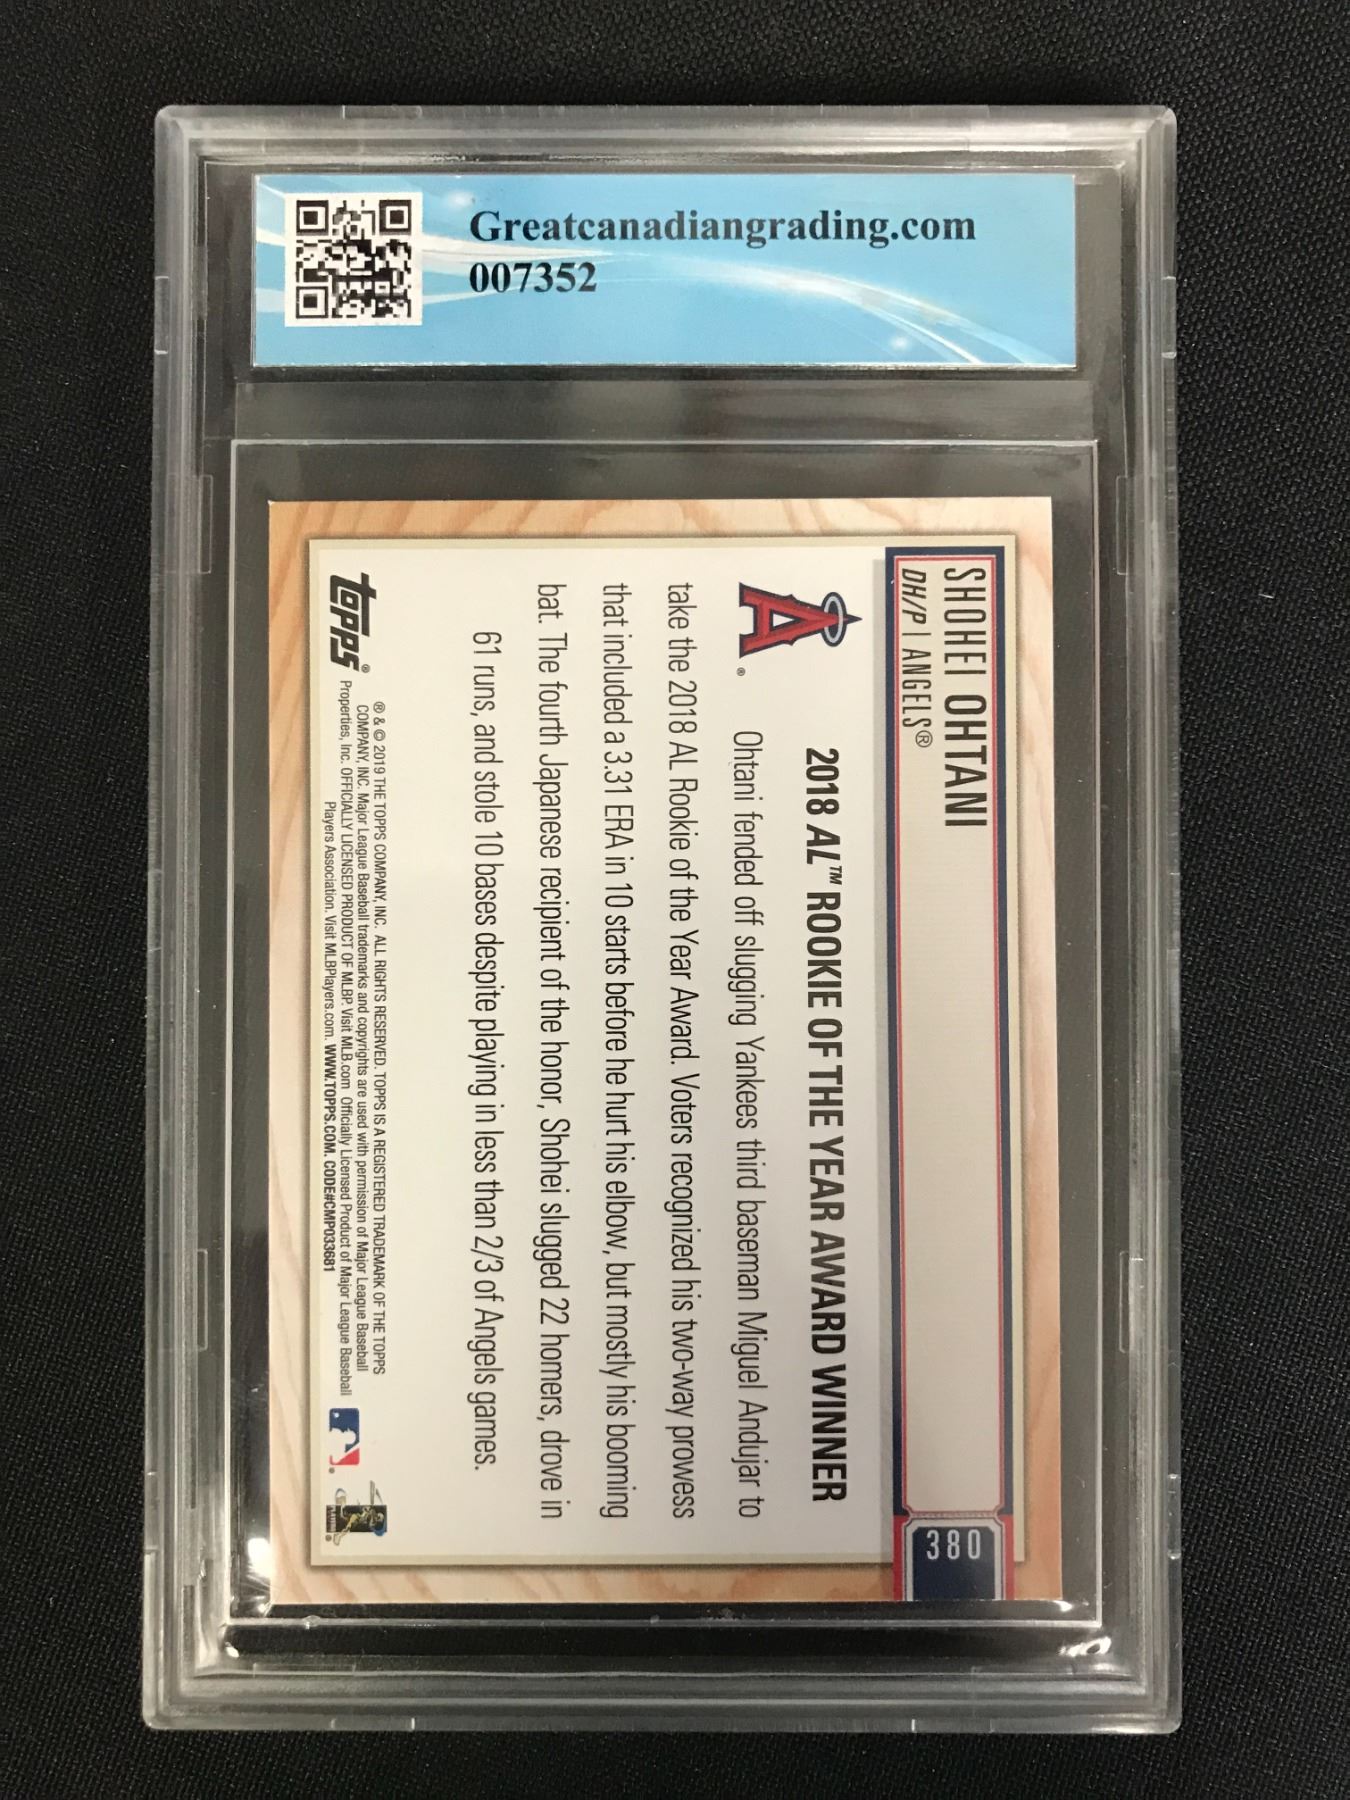 Greatcanadiangrading.com
007352
SHOHEI OHTANI
DH/P | ANGELS®
380
A®
2018 AL™ ROOKIE OF THE YEAR AWARD WINNER
Ohtani fended off slugging Yankees third baseman Miguel Andujar to
take the 2018 AL Rookie of the Year Award. Voters recognized his two-way prowess
that included a 3.31 ERA in 10 starts before he hurt his elbow, but mostly his booming
bat. The fourth Japanese recipient of the honor, Shohei slugged 22 homers, drove in
61 runs, and stole 10 bases despite playing in less than 2/3 of Angels games.
topps®
® & © 2019 THE TOPPS COMPANY, INC. ALL RIGHTS RESERVED. TOPPS IS A REGISTERED TRADEMARK OF THE TOPPS
COMPANY, INC. Major League Baseball trademarks and copyrights are used with permission of Major League Baseball
Properties, Inc. OFFICIALLY LICENSED PRODUCT OF MLBP. Visit MLB.com Officially Licensed Product of Major League Baseball
Players Association. Visit MLBPlayers.com. WWW.TOPPS.COM. CODE#CMP033681